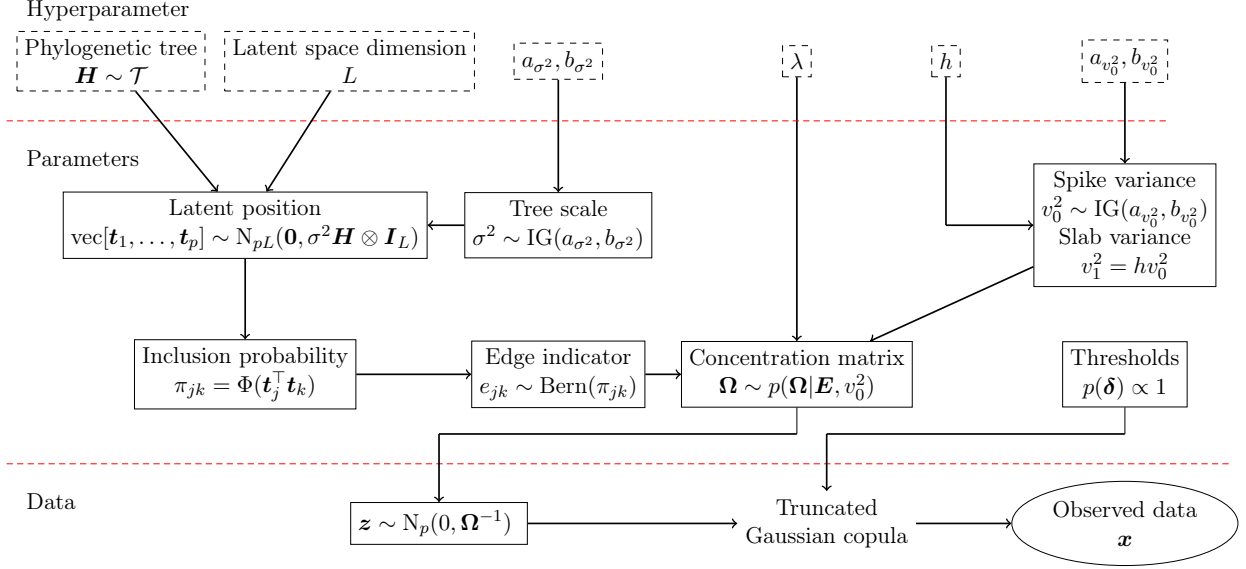 Hyperparameter
Phylogenetic tree
𝑯 ∼ 𝒯
Latent space dimension
L
a_{σ²}, b_{σ²}
λ
h
a_{v₀²}, b_{v₀²}
Parameters
Latent position
vec[𝒕₁, . . . , 𝒕ₚ] ∼ N_{pL}(𝟎, σ²𝑯 ⊗ 𝑰_L)
Tree scale
σ² ∼ IG(a_{σ²}, b_{σ²})
Spike variance
v₀² ∼ IG(a_{v₀²}, b_{v₀²})
Slab variance
v₁² = hv₀²
Inclusion probability
π_{jk} = Φ(𝒕_j^⊤𝒕_k)
Edge indicator
e_{jk} ∼ Bern(π_{jk})
Concentration matrix
𝛀 ∼ p(𝛀|𝑬, v₀²)
Thresholds
p(𝜹) ∝ 1
Data
𝒛 ∼ N_p(0, 𝛀⁻¹)
Truncated
Gaussian copula
Observed data
𝒙